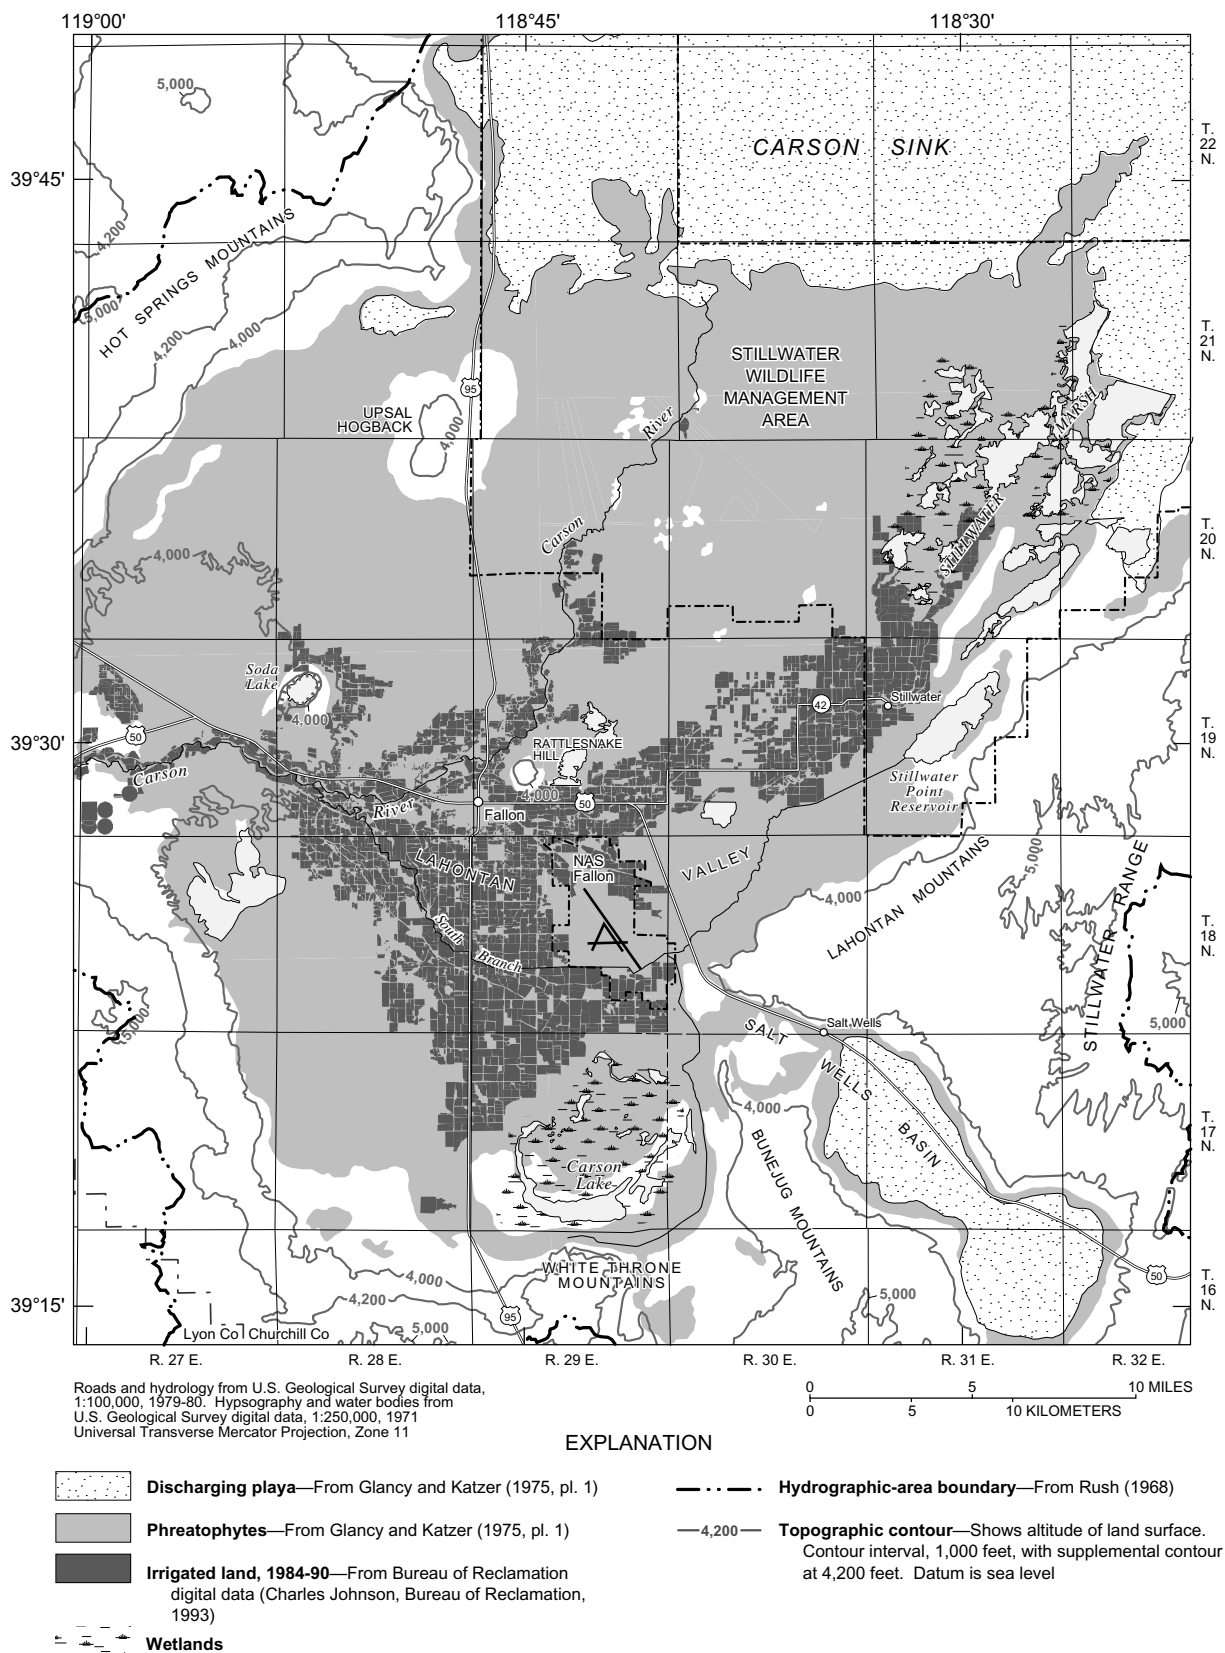 119°00'
118°45'
118°30'
5,000
CARSON SINK
T.
22
N.
39°45'
4,200
HOT SPRINGS MOUNTAINS
5,000
4,200
4,000
T.
21
N.
STILLWATER
WILDLIFE
MANAGEMENT
AREA
95
UPSAL
HOGBACK
4,000
River
MARSH
Carson
STILLWATER
T.
20
N.
4,000
Soda
Lake
4,000
42
Stillwater
50
T.
19
N.
39°30'
RATTLESNAKE
HILL
Carson
4,000
50
Stillwater
Point
Reservoir
River
Fallon
LAHONTAN
VALLEY
NAS
Fallon
5,000
4,000
LAHONTAN MOUNTAINS
STILLWATER RANGE
T.
18
N.
South
Branch
5,000
5,000
SALT
Salt Wells
WELLS
4,000
BASIN
T.
17
N.
BUNEJUG MOUNTAINS
Carson
Lake
WHITE THRONE
MOUNTAINS
4,000
4,200
5,000
5,000
50
T.
16
N.
39°15'
95
Lyon Co
Churchill Co
R. 27 E.
R. 28 E.
R. 29 E.
R. 30 E.
R. 31 E.
R. 32 E.
Roads and hydrology from U.S. Geological Survey digital data,
1:100,000, 1979-80. Hypsography and water bodies from
U.S. Geological Survey digital data, 1:250,000, 1971
Universal Transverse Mercator Projection, Zone 11
0 5 10 MILES
0 5 10 KILOMETERS
EXPLANATION
Discharging playa—From Glancy and Katzer (1975, pl. 1)
Phreatophytes—From Glancy and Katzer (1975, pl. 1)
Irrigated land, 1984-90—From Bureau of Reclamation
digital data (Charles Johnson, Bureau of Reclamation,
1993)
Wetlands
Hydrographic-area boundary—From Rush (1968)
4,200
Topographic contour—Shows altitude of land surface.
Contour interval, 1,000 feet, with supplemental contour
at 4,200 feet. Datum is sea level